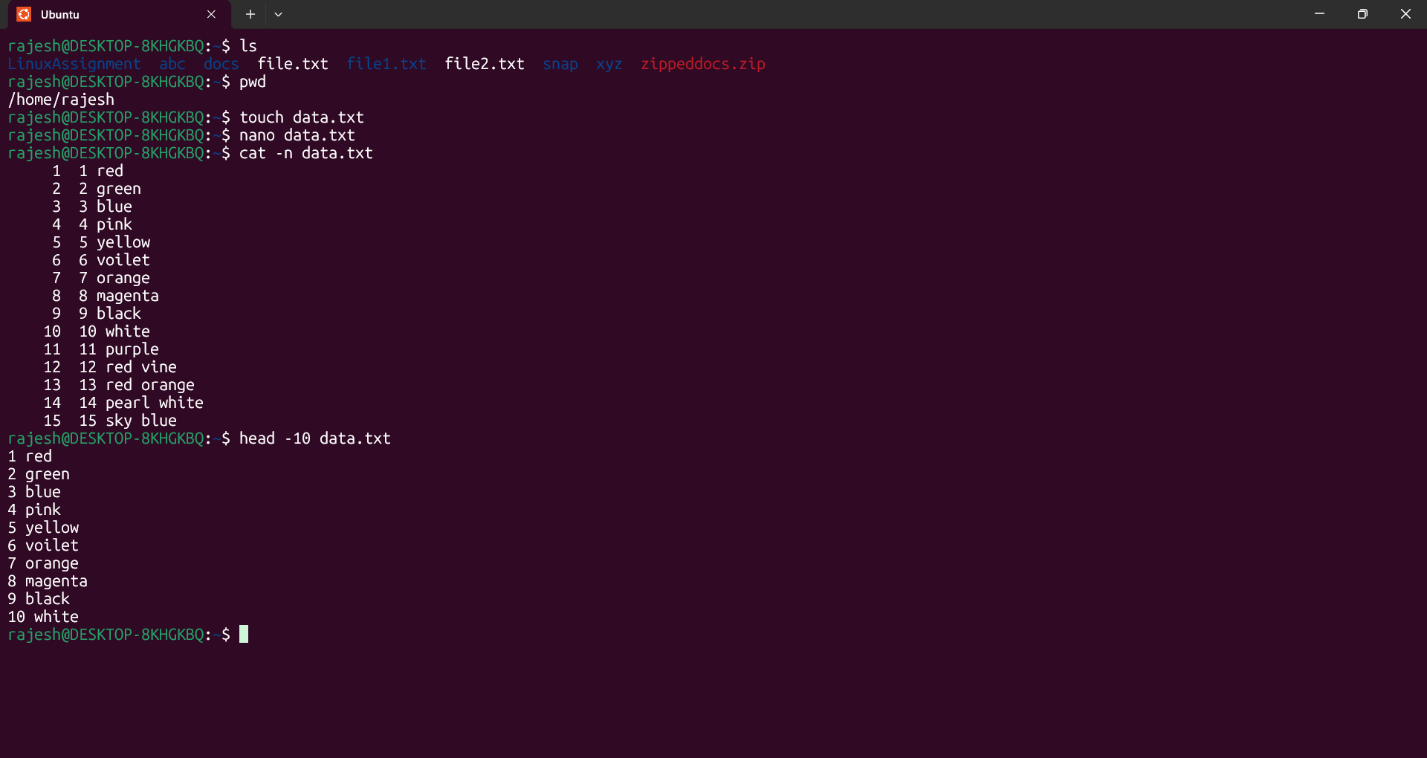 Ubuntu
rajesh@DESKTOP-8KHGKBQ:~$ ls
LinuxAssignment  abc  docs  file.txt  file1.txt  file2.txt  snap  xyz  zippeddocs.zip
rajesh@DESKTOP-8KHGKBQ:~$ pwd
/home/rajesh
rajesh@DESKTOP-8KHGKBQ:~$ touch data.txt
rajesh@DESKTOP-8KHGKBQ:~$ nano data.txt
rajesh@DESKTOP-8KHGKBQ:~$ cat -n data.txt
     1  1 red
     2  2 green
     3  3 blue
     4  4 pink
     5  5 yellow
     6  6 voilet
     7  7 orange
     8  8 magenta
     9  9 black
    10  10 white
    11  11 purple
    12  12 red vine
    13  13 red orange
    14  14 pearl white
    15  15 sky blue
rajesh@DESKTOP-8KHGKBQ:~$ head -10 data.txt
1 red
2 green
3 blue
4 pink
5 yellow
6 voilet
7 orange
8 magenta
9 black
10 white
rajesh@DESKTOP-8KHGKBQ:~$